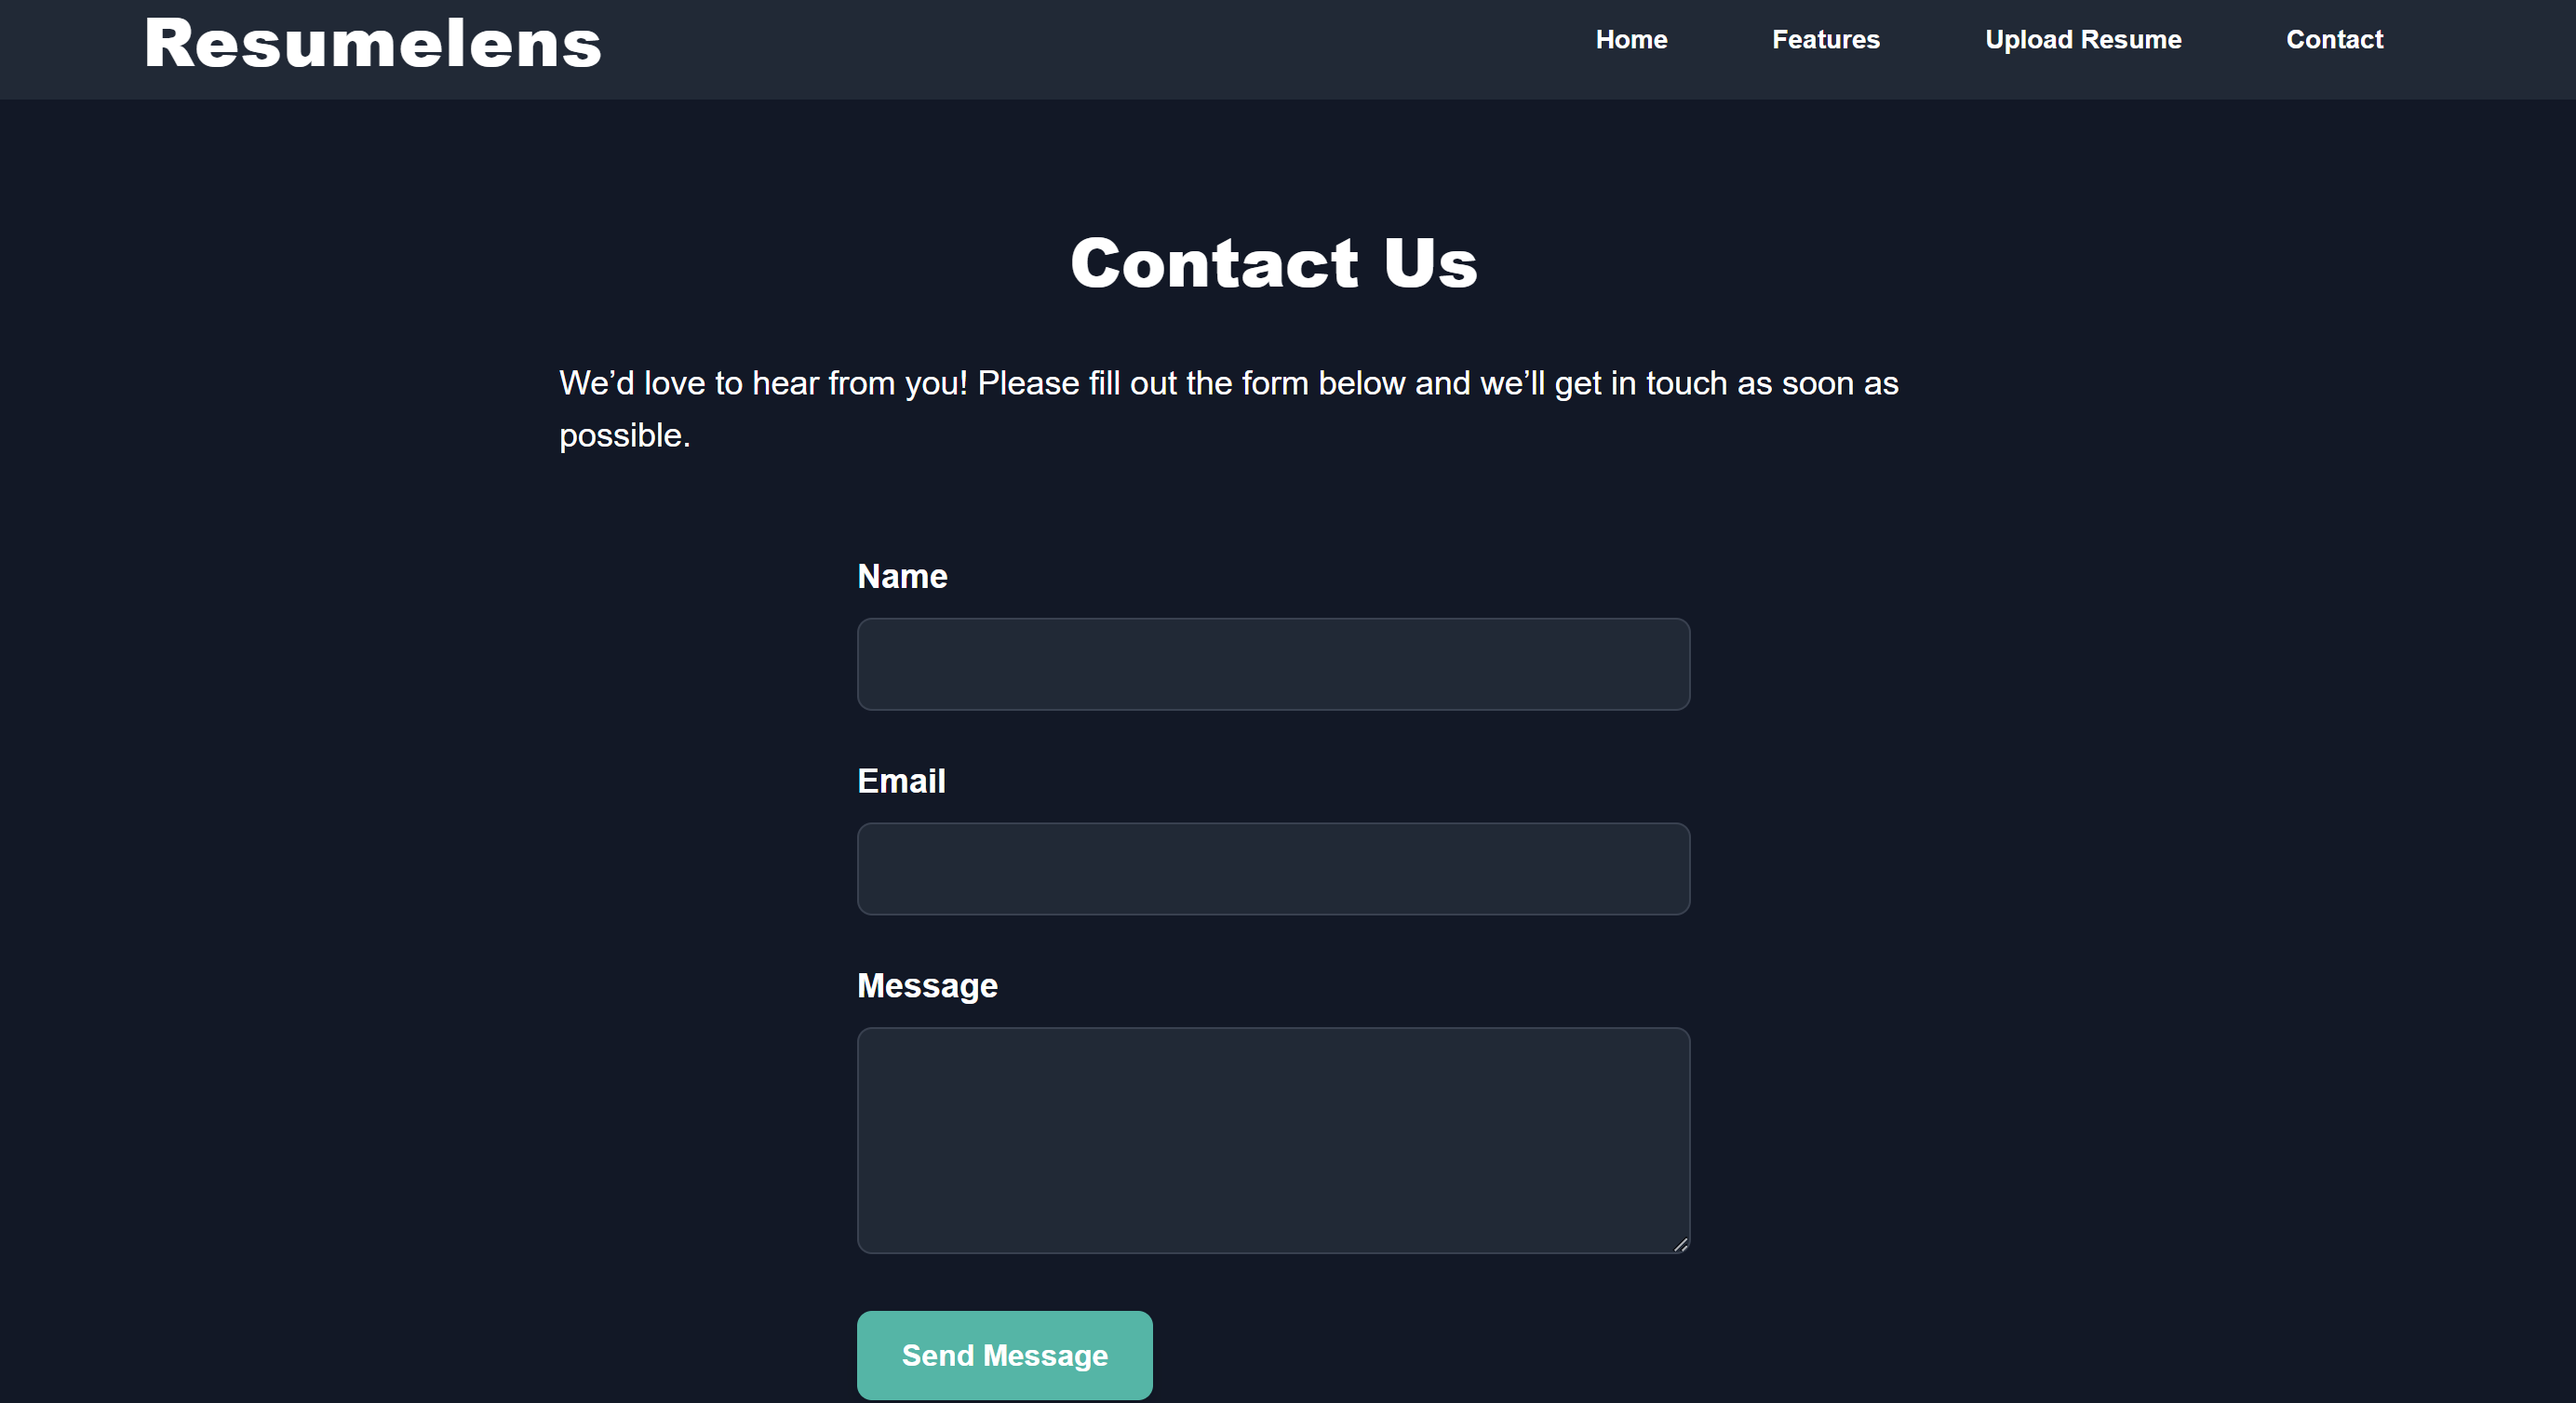 Resumelens
Home Features Upload Resume Contact
Contact Us
We’d love to hear from you! Please fill out the form below and we’ll get in touch as soon as
possible.
Name
Email
Message
Send Message